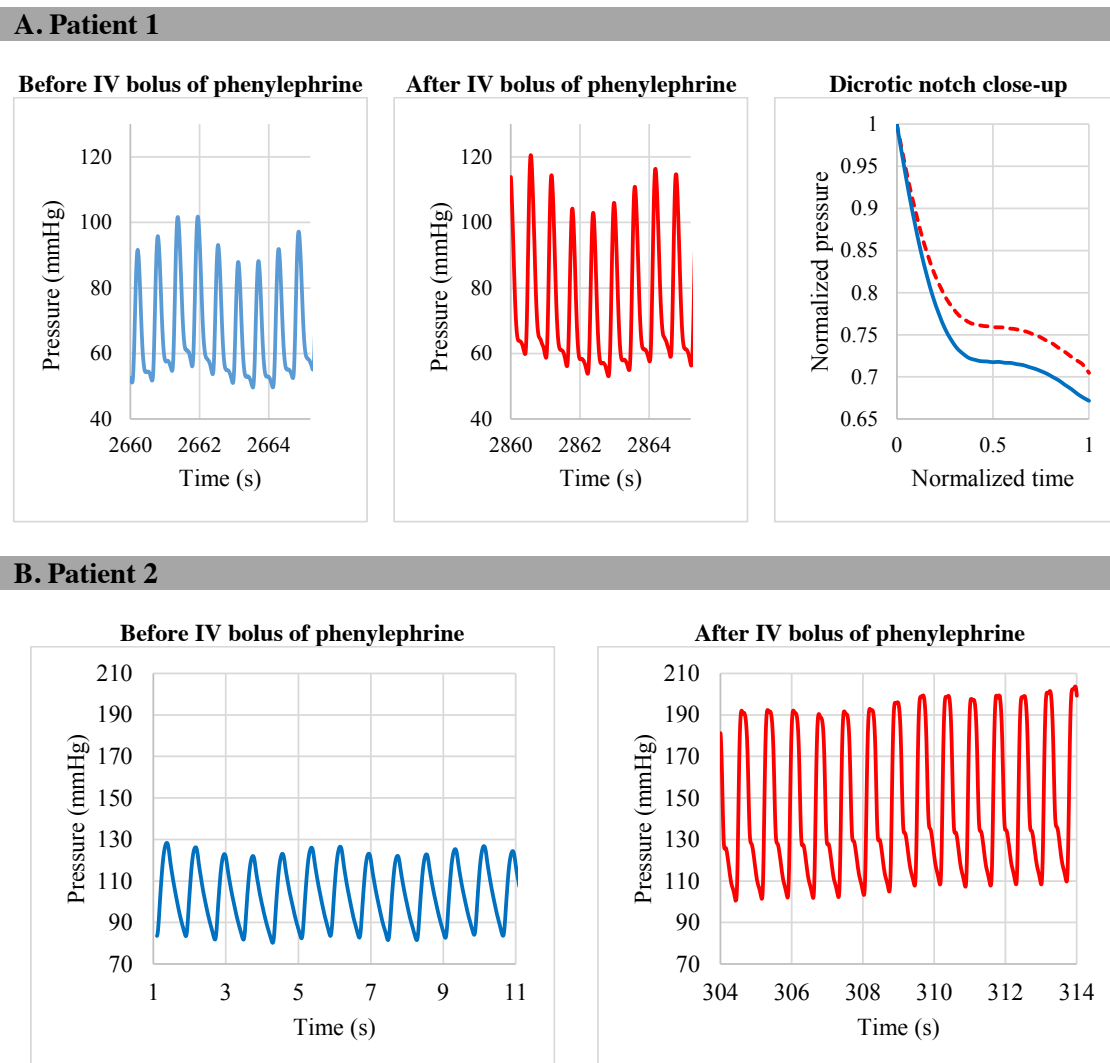 A. Patient 1
Before IV bolus of phenylephrine
After IV bolus of phenylephrine
Dicrotic notch close-up
Pressure (mmHg)
120
100
80
60
40
2660 2662 2664
Time (s)
Pressure (mmHg)
120
100
80
60
40
2860 2862 2864
Time (s)
Normalized pressure
1
0.95
0.9
0.85
0.8
0.75
0.7
0.65
0 0.5 1
Normalized time
B. Patient 2
Before IV bolus of phenylephrine
After IV bolus of phenylephrine
Pressure (mmHg)
210
190
170
150
130
110
90
70
1 3 5 7 9 11
Time (s)
Pressure (mmHg)
210
190
170
150
130
110
90
70
304 306 308 310 312 314
Time (s)